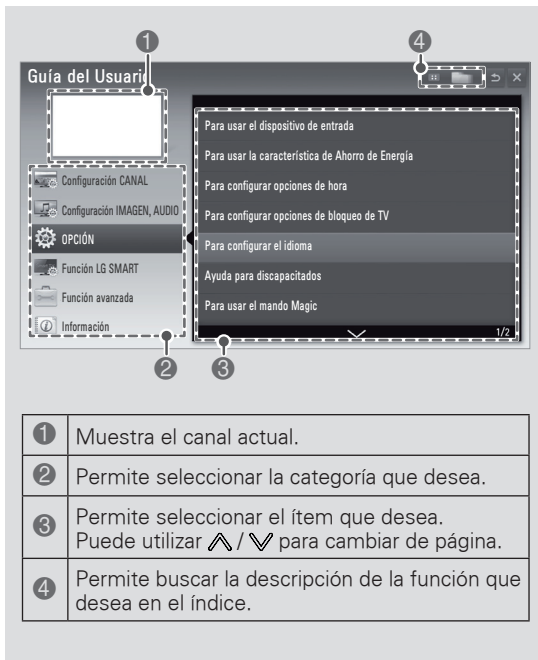 1
4
Guía del Usuario
Para usar el dispositivo de entrada
Para usar la característica de Ahorro de Energía
Para configurar opciones de hora
Para configurar opciones de bloqueo de TV
Para configurar el idioma
Ayuda para discapacitados
Para usar el mando Magic
1/2
Configuración CANAL
Configuración IMAGEN, AUDIO
OPCIÓN
Función LG SMART
Función avanzada
Información
2
3
1 Muestra el canal actual.
2 Permite seleccionar la categoría que desea.
3 Permite seleccionar el ítem que desea.
Puede utilizar / para cambiar de página.
4 Permite buscar la descripción de la función que
desea en el índice.